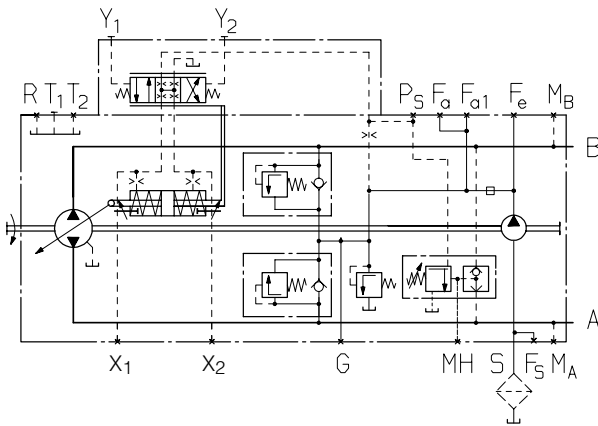 Y1 Y2
R T1 T2 PS Fa Fa1 Fe MB
B
A
X1 X2 G MH S FS MA